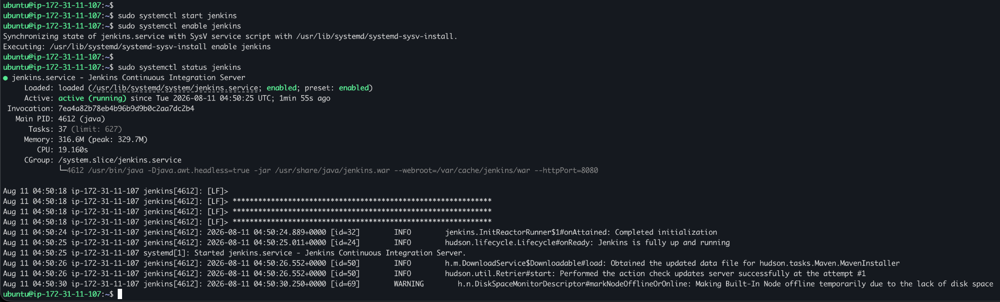 ubuntu@ip-172-31-11-107:~$
ubuntu@ip-172-31-11-107:~$ sudo systemctl start jenkins
ubuntu@ip-172-31-11-107:~$ sudo systemctl enable jenkins
Synchronizing state of jenkins.service with SysV service script with /usr/lib/systemd/systemd-sysv-install.
Executing: /usr/lib/systemd/systemd-sysv-install enable jenkins
ubuntu@ip-172-31-11-107:~$
ubuntu@ip-172-31-11-107:~$ sudo systemctl status jenkins
● jenkins.service - Jenkins Continuous Integration Server
     Loaded: loaded (/usr/lib/systemd/system/jenkins.service; enabled; preset: enabled)
     Active: active (running) since Tue 2026-08-11 04:50:25 UTC; 1min 55s ago
 Invocation: 7ea4a82b78eb4b96b9d9b0c2aa7dc2b4
   Main PID: 4612 (java)
      Tasks: 37 (limit: 627)
     Memory: 316.6M (peak: 329.7M)
        CPU: 19.160s
     CGroup: /system.slice/jenkins.service
             └─4612 /usr/bin/java -Djava.awt.headless=true -jar /usr/share/java/jenkins.war --webroot=/var/cache/jenkins/war --httpPort=8080
Aug 11 04:50:18 ip-172-31-11-107 jenkins[4612]: [LF]>
Aug 11 04:50:18 ip-172-31-11-107 jenkins[4612]: [LF]> *************************************************************
Aug 11 04:50:18 ip-172-31-11-107 jenkins[4612]: [LF]> *************************************************************
Aug 11 04:50:18 ip-172-31-11-107 jenkins[4612]: [LF]> *************************************************************
Aug 11 04:50:24 ip-172-31-11-107 jenkins[4612]: 2026-08-11 04:50:24.889+0000 [id=32]        INFO        jenkins.InitReactorRunner$1#onAttained: Completed initialization
Aug 11 04:50:25 ip-172-31-11-107 jenkins[4612]: 2026-08-11 04:50:25.011+0000 [id=24]        INFO        hudson.lifecycle.Lifecycle#onReady: Jenkins is fully up and running
Aug 11 04:50:25 ip-172-31-11-107 systemd[1]: Started jenkins.service - Jenkins Continuous Integration Server.
Aug 11 04:50:26 ip-172-31-11-107 jenkins[4612]: 2026-08-11 04:50:26.552+0000 [id=50]        INFO        h.m.DownloadService$Downloadable#load: Obtained the updated data file for hudson.tasks.Maven.MavenInstaller
Aug 11 04:50:26 ip-172-31-11-107 jenkins[4612]: 2026-08-11 04:50:26.552+0000 [id=50]        INFO        hudson.util.Retrier#start: Performed the action check updates server successfully at the attempt #1
Aug 11 04:50:30 ip-172-31-11-107 jenkins[4612]: 2026-08-11 04:50:30.250+0000 [id=69]        WARNING        h.n.DiskSpaceMonitorDescriptor#markNodeOfflineOrOnline: Making Built-In Node offline temporarily due to the lack of disk space
ubuntu@ip-172-31-11-107:~$